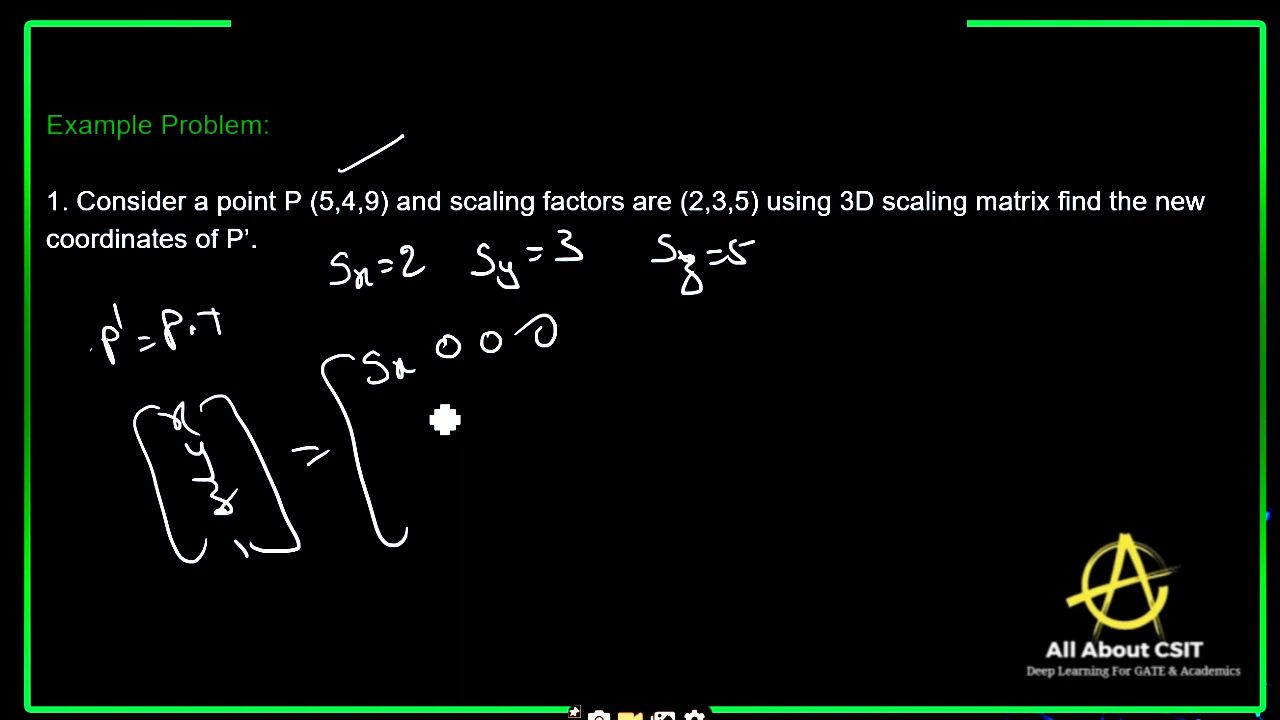 Example Problem:
1. Consider a point P (5,4,9) and scaling factors are (2,3,5) using 3D scaling matrix find the new
coordinates of P’.
Sx=2 Sy=3 Sz=5
P'=P.T
Sx 0 0 0
x
y
z
1
=
All About CSIT
Deep Learning For GATE & Academics